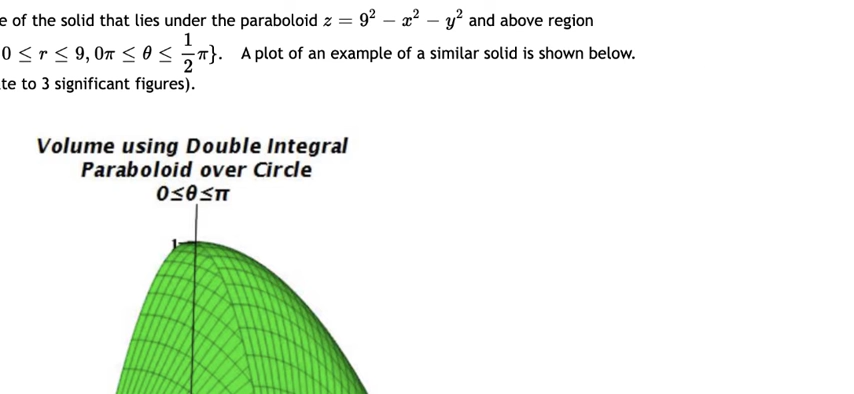 e of the solid that lies under the paraboloid z = 9² − x² − y² and above region
0 ≤ r ≤ 9, 0π ≤ θ ≤ 1/2 π}. A plot of an example of a similar solid is shown below.
te to 3 significant figures).
Volume using Double Integral
Paraboloid over Circle
0≤θ≤π
1